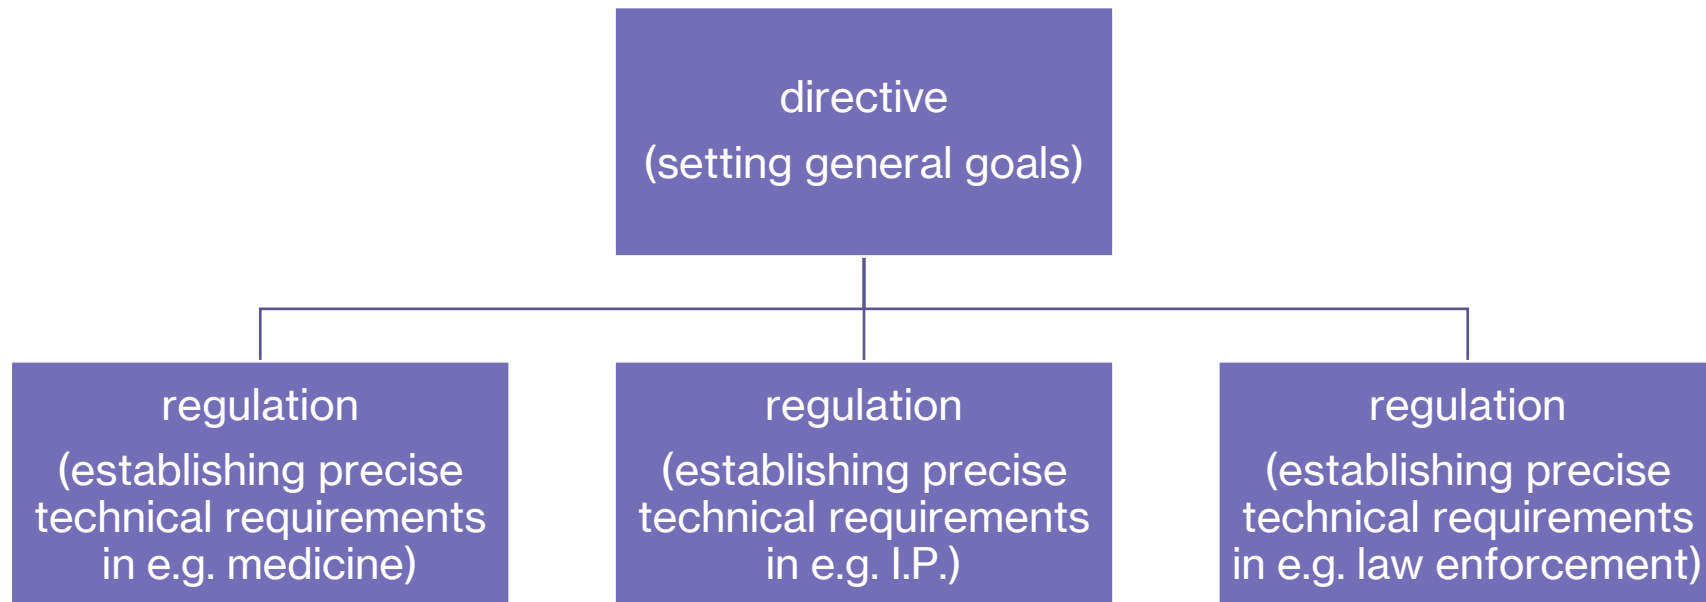 directive
(setting general goals)
regulation
(establishing precise
technical requirements
in e.g. medicine)
regulation
(establishing precise
technical requirements
in e.g. I.P.)
regulation
(establishing precise
technical requirements
in e.g. law enforcement)